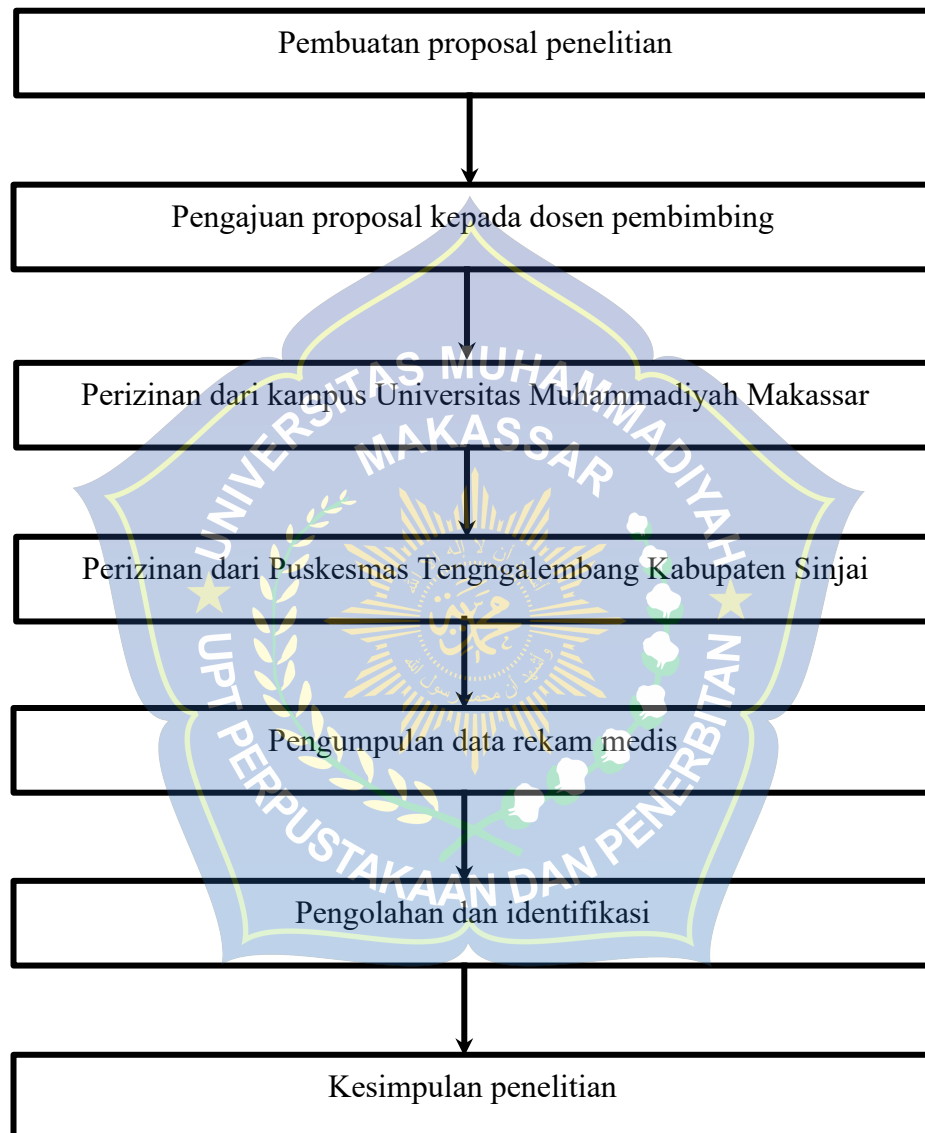 Pembuatan proposal penelitian
Pengajuan proposal kepada dosen pembimbing
Perizinan dari kampus Universitas Muhammadiyah Makassar
UNIVERSITAS MUHAMMADIYAH
MAKASSAR
Perizinan dari Puskesmas Tengngalembang Kabupaten Sinjai
Pengumpulan data rekam medis
UPT PERPUSTAKAAN DAN PENERBITAN
Pengolahan dan identifikasi
Kesimpulan penelitian